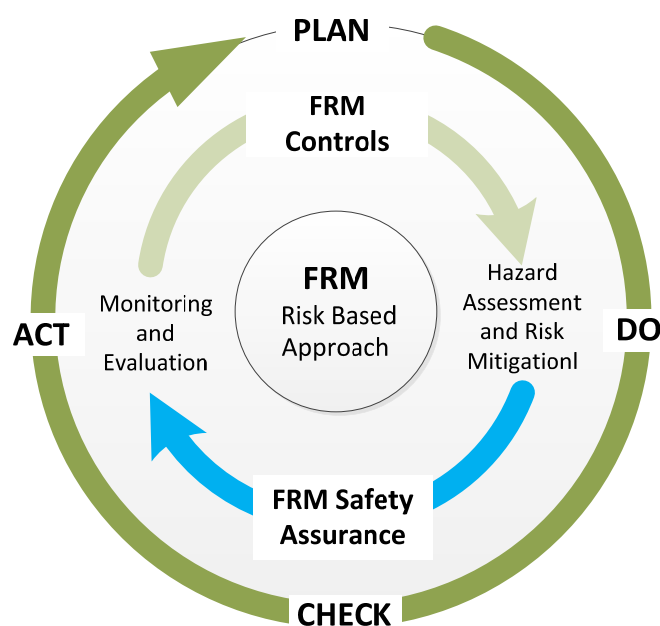 PLAN
FRM
Controls
Hazard
Assessment
and Risk
Mitigationl
FRM
Risk Based
Approach
Monitoring
and
Evaluation
ACT
DO
FRM Safety
Assurance
CHECK